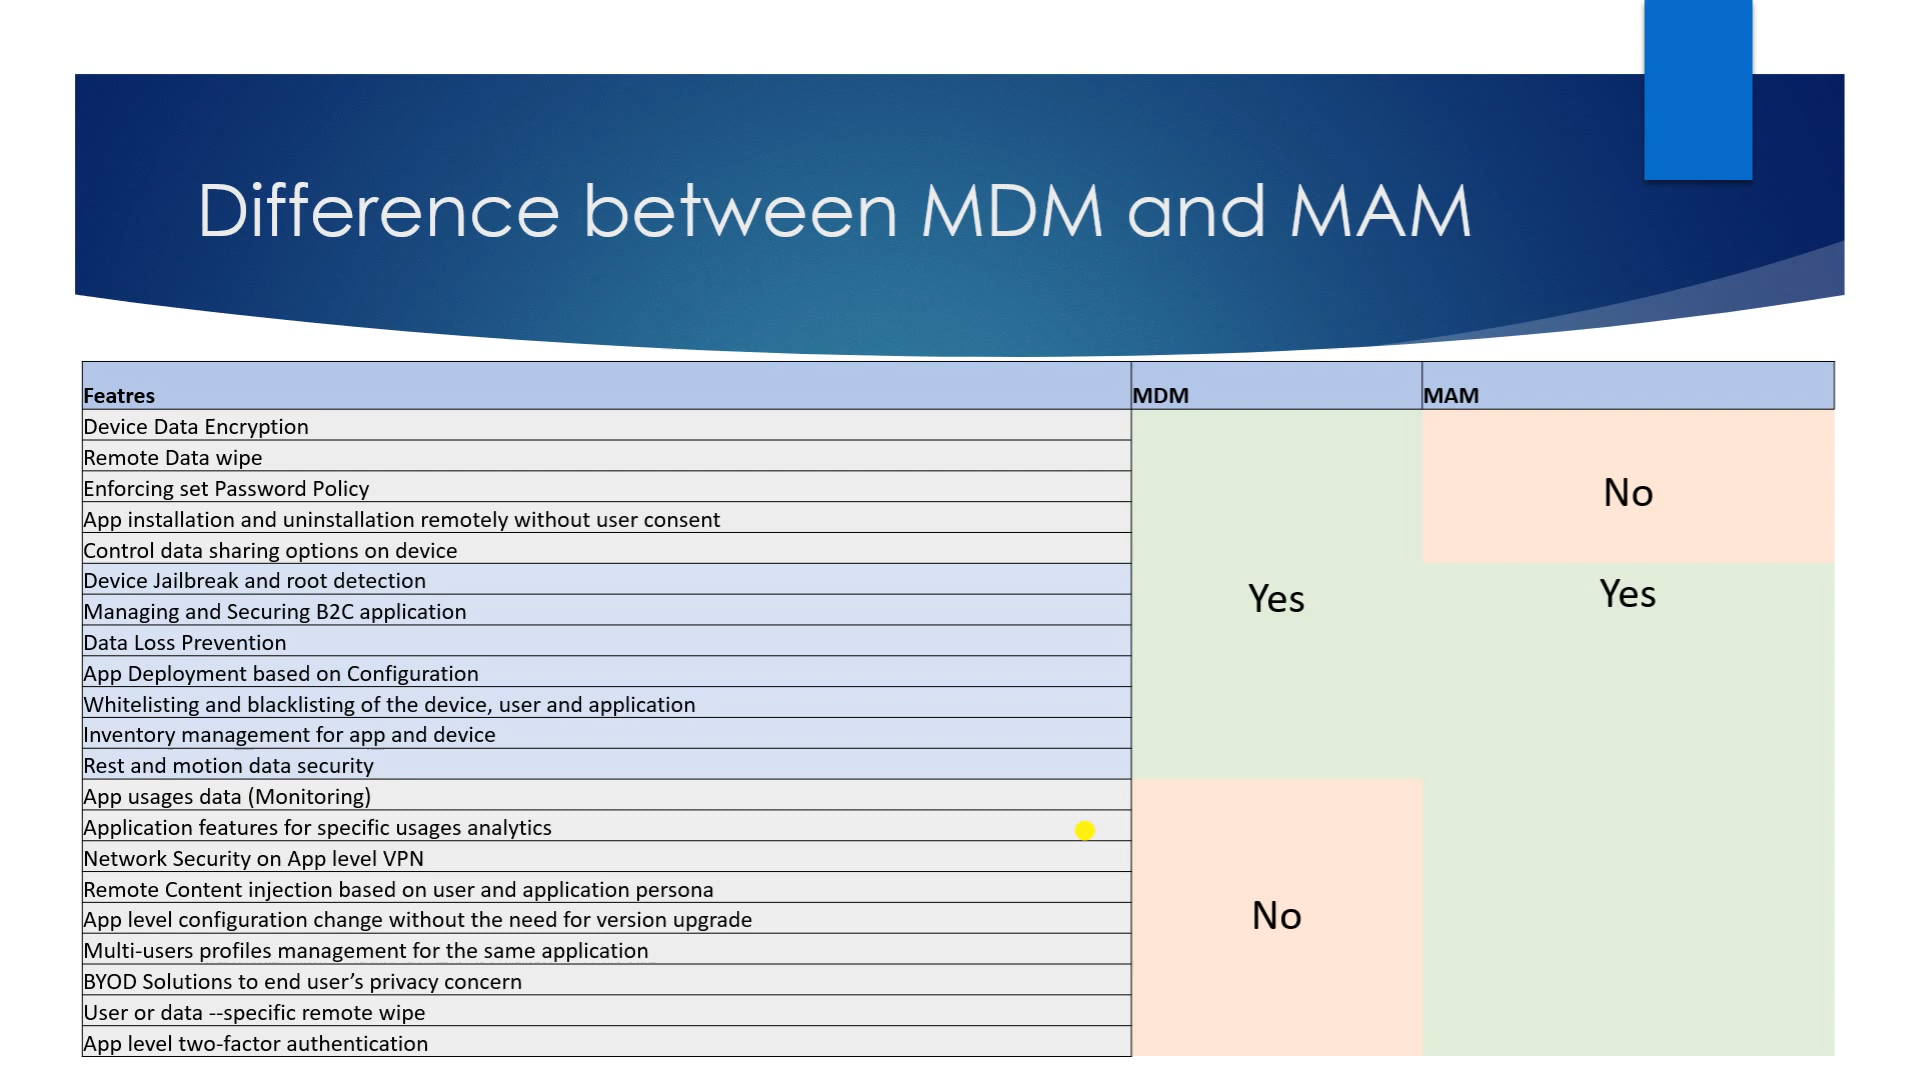 Difference between MDM and MAM
Featres MDM MAM
Device Data Encryption
Remote Data wipe
Enforcing set Password Policy
No
App installation and uninstallation remotely without user consent
Control data sharing options on device
Device Jailbreak and root detection
Yes Yes
Managing and Securing B2C application
Data Loss Prevention
App Deployment based on Configuration
Whitelisting and blacklisting of the device, user and application
Inventory management for app and device
Rest and motion data security
App usages data (Monitoring)
Application features for specific usages analytics
Network Security on App level VPN
Remote Content injection based on user and application persona
No
App level configuration change without the need for version upgrade
Multi-users profiles management for the same application
BYOD Solutions to end user’s privacy concern
User or data --specific remote wipe
App level two-factor authentication